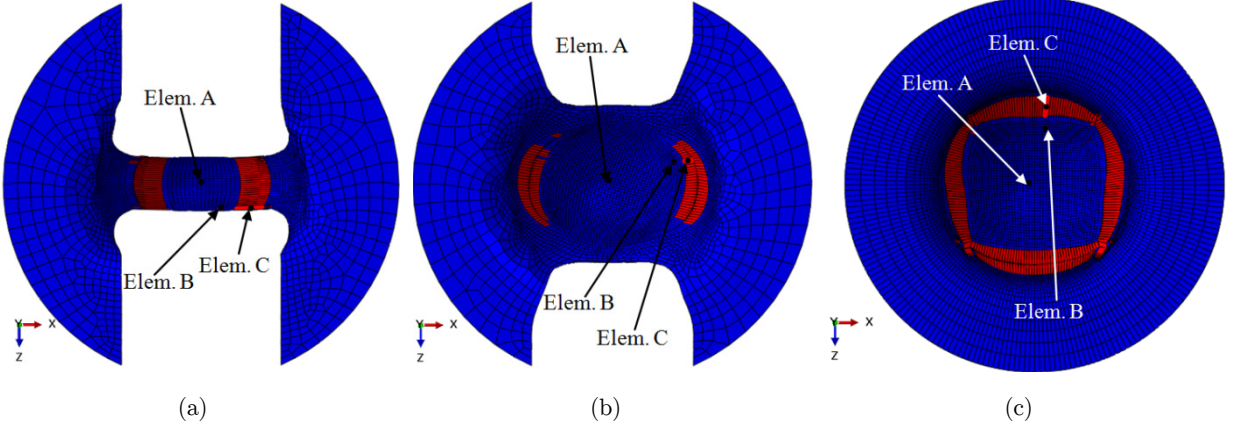 Elem. A
Elem. B
Elem. C
Y X
Z
(a)
Elem. A
Elem. B
Elem. C
Y X
Z
(b)
Elem. C
Elem. A
Elem. B
Y X
Z
(c)